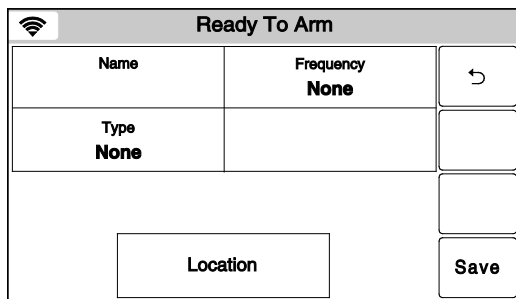 Ready To Arm
Name
Frequency
None
Type
None
Location
Save